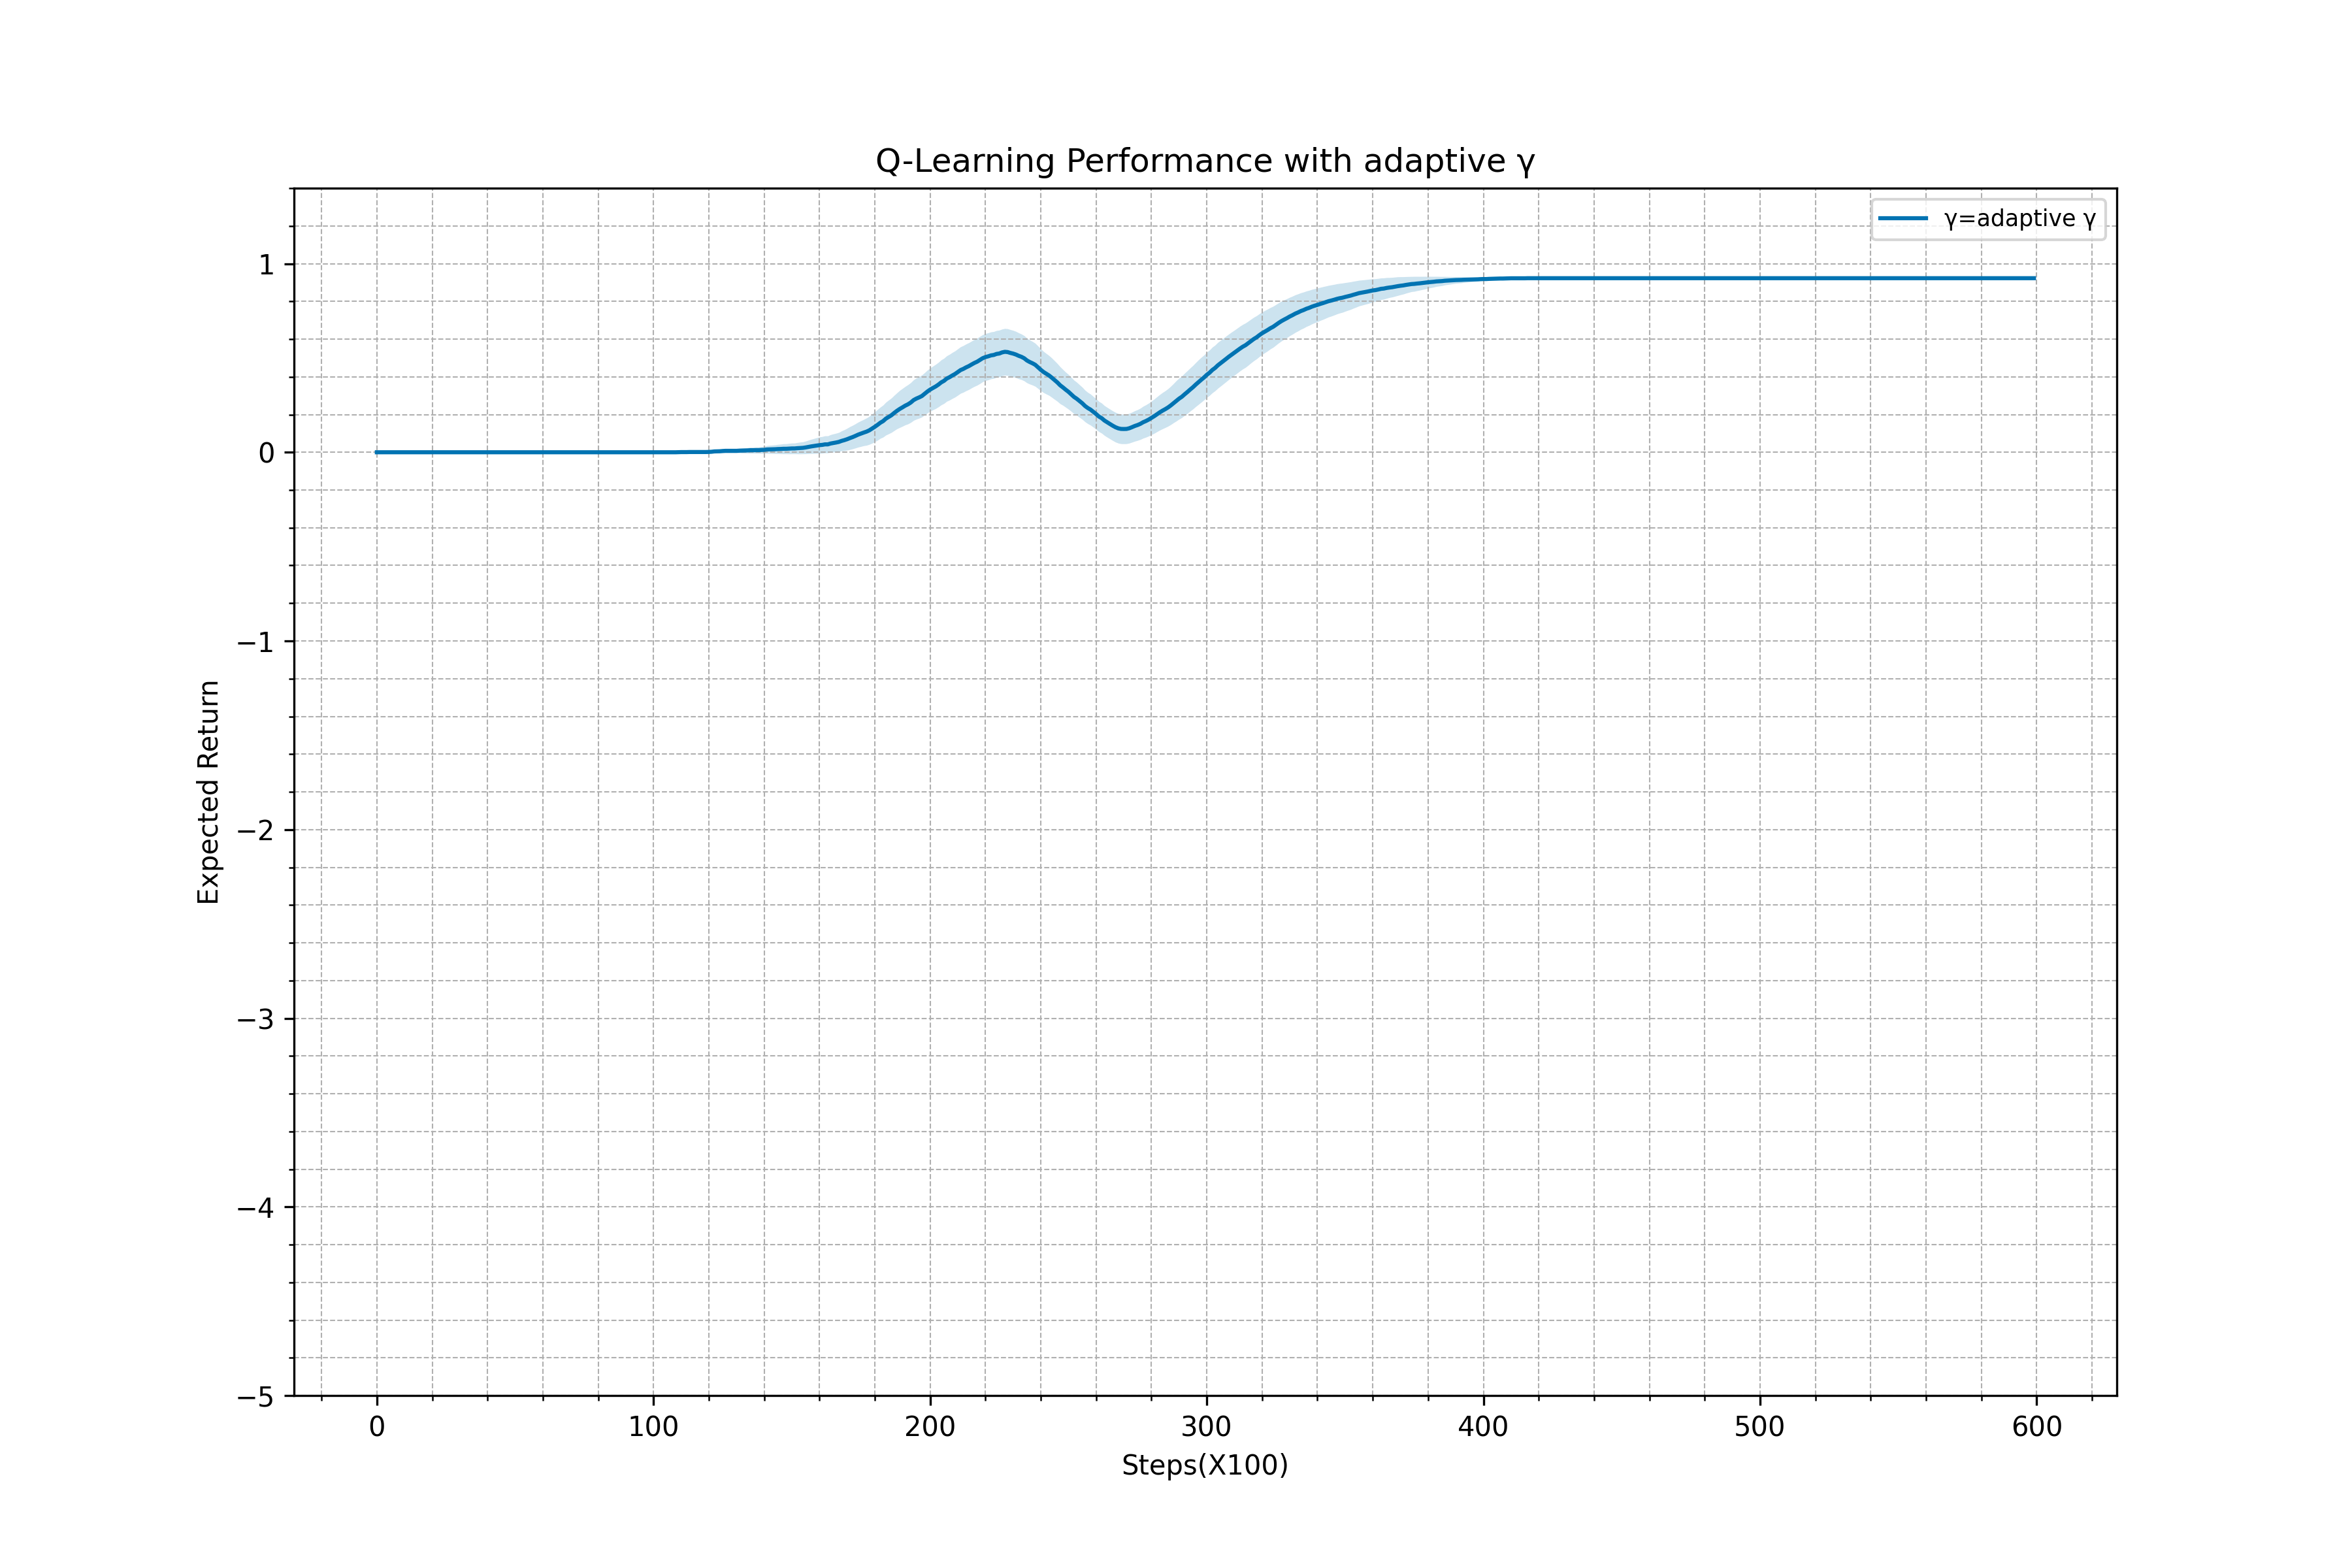 Q-Learning Performance with adaptive γ
γ=adaptive γ
Expected Return
1
0
−1
−2
−3
−4
−5
0 100 200 300 400 500 600
Steps(X100)